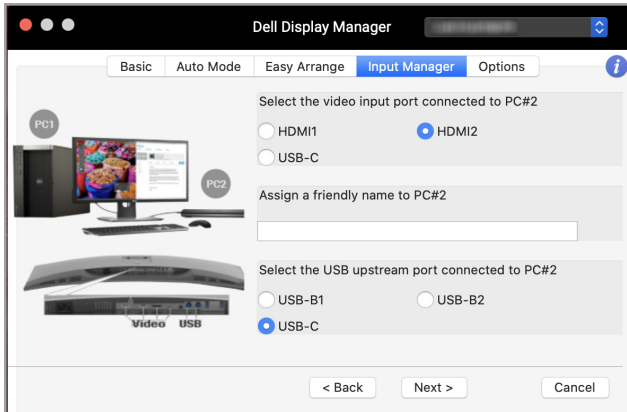 Dell Display Manager
Basic Auto Mode Easy Arrange Input Manager Options i
Select the video input port connected to PC#2
PC1
HDMI1 HDMI2
USB-C
PC2
Assign a friendly name to PC#2
Select the USB upstream port connected to PC#2
USB-B1 USB-B2
Video USB
USB-C
< Back Next > Cancel